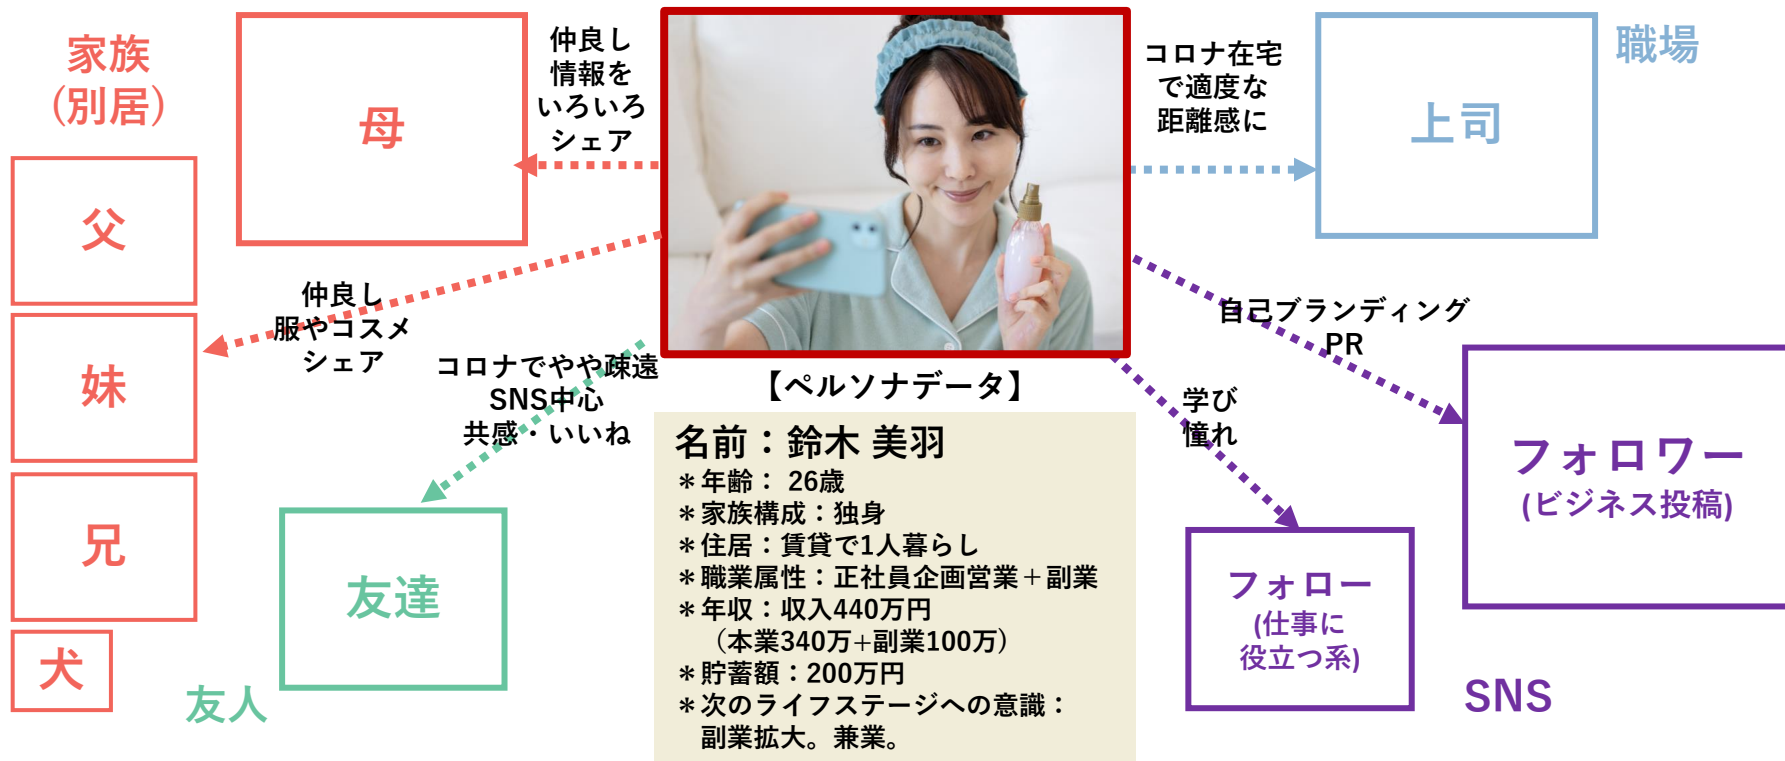 家族
(別居)
母
仲良し
情報を
いろいろ
シェア
コロナ在宅
で適度な
距離感に
上司
職場
父
妹
兄
犬
仲良し
服やコスメ
シェア
コロナでやや疎遠
SNS中心
共感・いいね
友達
友人
【ペルソナデータ】
名前：鈴木 美羽
＊年齢： 26歳
＊家族構成：独身
＊住居：賃貸で1人暮らし
＊職業属性：正社員企画営業＋副業
＊年収：収入440万円
（本業340万+副業100万）
＊貯蓄額：200万円
＊次のライフステージへの意識：
副業拡大。兼業。
自己ブランディング
PR
学び
憧れ
フォロワー
(ビジネス投稿)
フォロー
(仕事に
役立つ系)
SNS